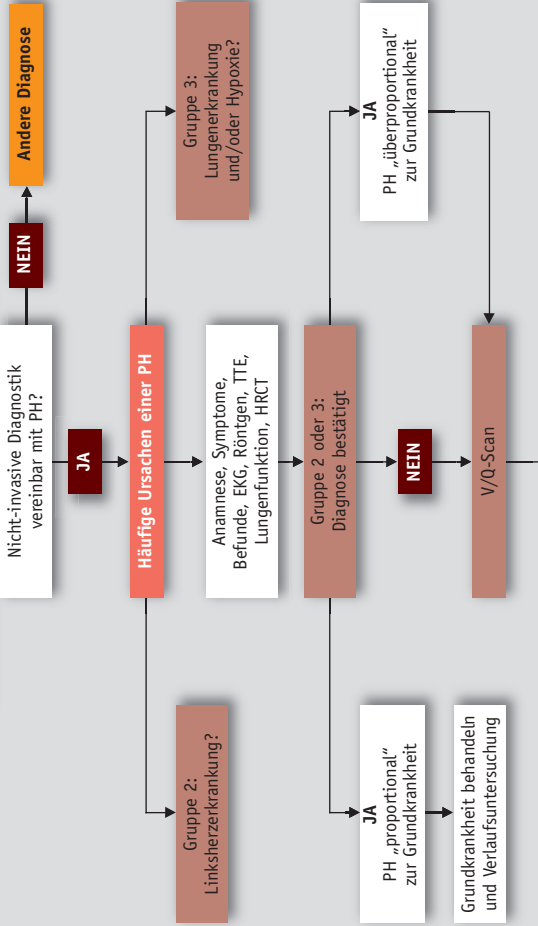 Nicht-invasive Diagnostik
vereinbar mit PH?
NEIN
Andere Diagnose
JA
Häufige Ursachen einer PH
Gruppe 2:
Linksherzerkrankung?
Gruppe 3:
Lungenerkrankung
und/oder Hypoxie?
Anamnese, Symptome,
Befunde, EKG, Röntgen, TTE,
Lungenfunktion, HRCT
Gruppe 2 oder 3:
Diagnose bestätigt
JA
PH „proportional“
zur Grundkrankheit
NEIN
JA
PH „überproportional“
zur Grundkrankheit
Grundkrankheit behandeln
und Verlaufsuntersuchung
V/Q-Scan